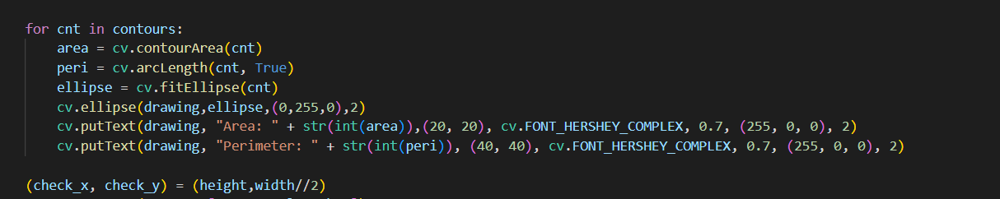 for cnt in contours:
area = cv.contourArea(cnt)
peri = cv.arcLength(cnt, True)
ellipse = cv.fitEllipse(cnt)
cv.ellipse(drawing,ellipse,(0,255,0),2)
cv.putText(drawing, "Area: " + str(int(area)),(20, 20), cv.FONT_HERSHEY_COMPLEX, 0.7, (255, 0, 0), 2)
cv.putText(drawing, "Perimeter: " + str(int(peri)), (40, 40), cv.FONT_HERSHEY_COMPLEX, 0.7, (255, 0, 0), 2)
(check_x, check_y) = (height,width//2)